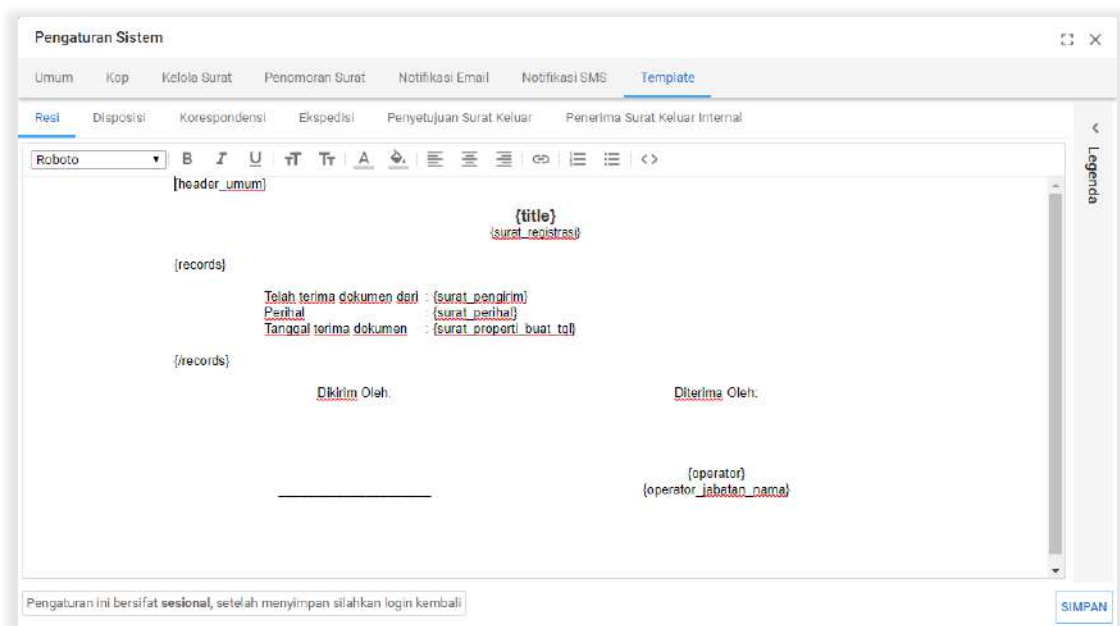 Pengaturan Sistem
Umum Kop Kelola Surat Penomoran Surat Notifikasi Email Notifikasi SMS Template
Resi Disposisi Korespondensi Ekspedisi Penyetujuan Surat Keluar Penerima Surat Keluar Internal
Legenda
Roboto B I U TT TT A
{header_umum}
{title}
{surat_registrasi}
{records}
Telah terima dokumen dari : {surat_pengirim}
Perihal : {surat_perihal}
Tanggal terima dokumen : {surat_properti_buat_tgl}
{/records}
Dikirim Oleh: Diterima Oleh:
{operator}
{operator_jabatan_nama}
Pengaturan ini bersifat sesional, setelah menyimpan silahkan login kembali
SIMPAN